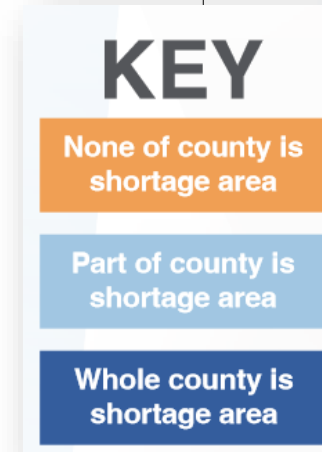 KEY
None of county is
shortage area
Part of county is
shortage area
Whole county is
shortage area